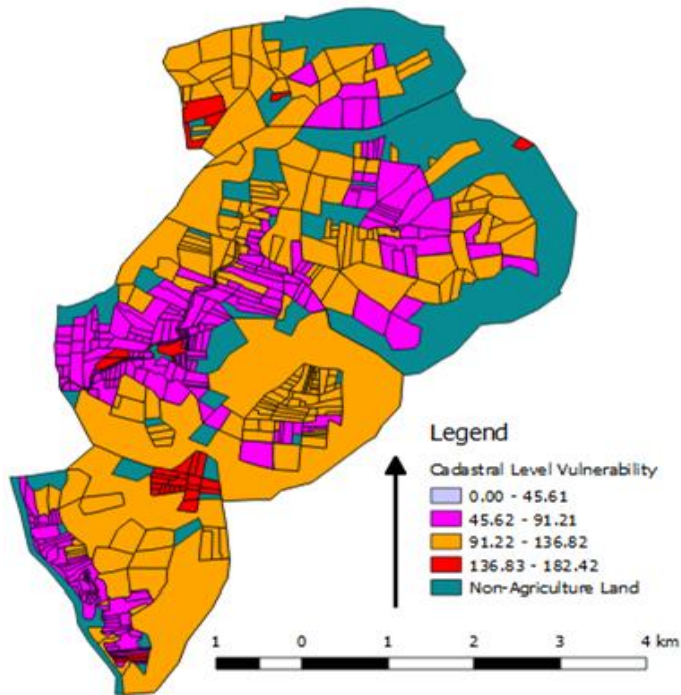 Legend
Cadastral Level Vulnerability
0.00 - 45.61
45.62 - 91.21
91.22 - 136.82
136.83 - 182.42
Non-Agriculture Land
1 0 1 2 3 4 km